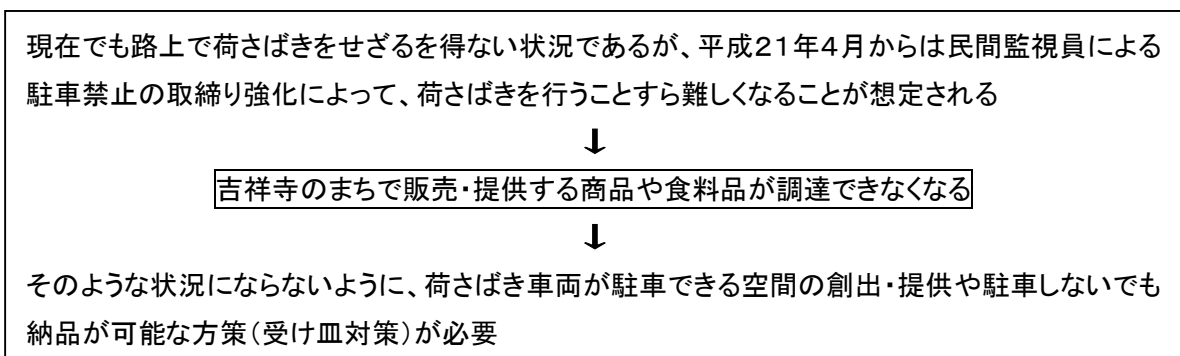 現在でも路上で荷さばきをせざるを得ない状況であるが、平成21年4月からは民間監視員による
駐車禁止の取締り強化によって、荷さばきを行うことすら難しくなることが想定される
↓
吉祥寺のまちで販売・提供する商品や食料品が調達できなくなる
↓
そのような状況にならないように、荷さばき車両が駐車できる空間の創出・提供や駐車しないでも
納品が可能な方策(受け皿対策)が必要